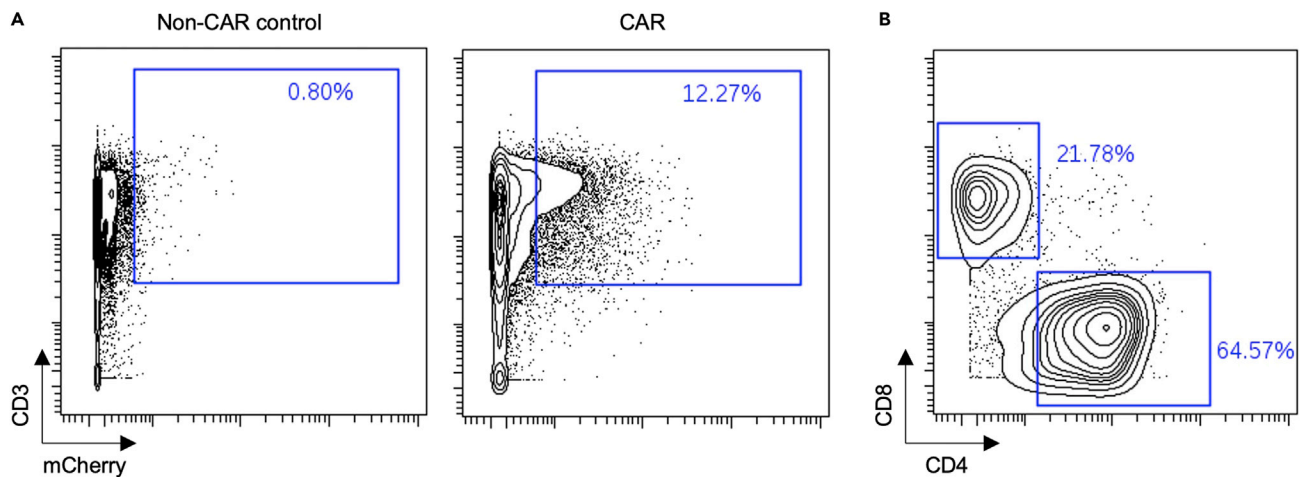 A
Non-CAR control
CAR
B
0.80%
12.27%
21.78%
64.57%
CD3
mCherry
CD8
CD4